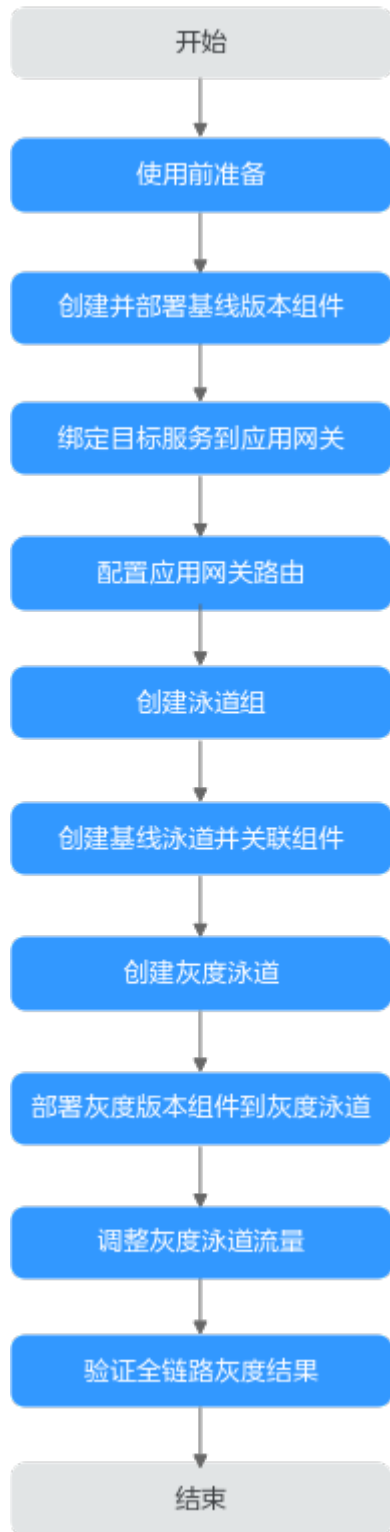 开始
使用前准备
创建并部署基线版本组件
绑定目标服务到应用网关
配置应用网关路由
创建泳道组
创建基线泳道并关联组件
创建灰度泳道
部署灰度版本组件到灰度泳道
调整灰度泳道流量
验证全链路灰度结果
结束